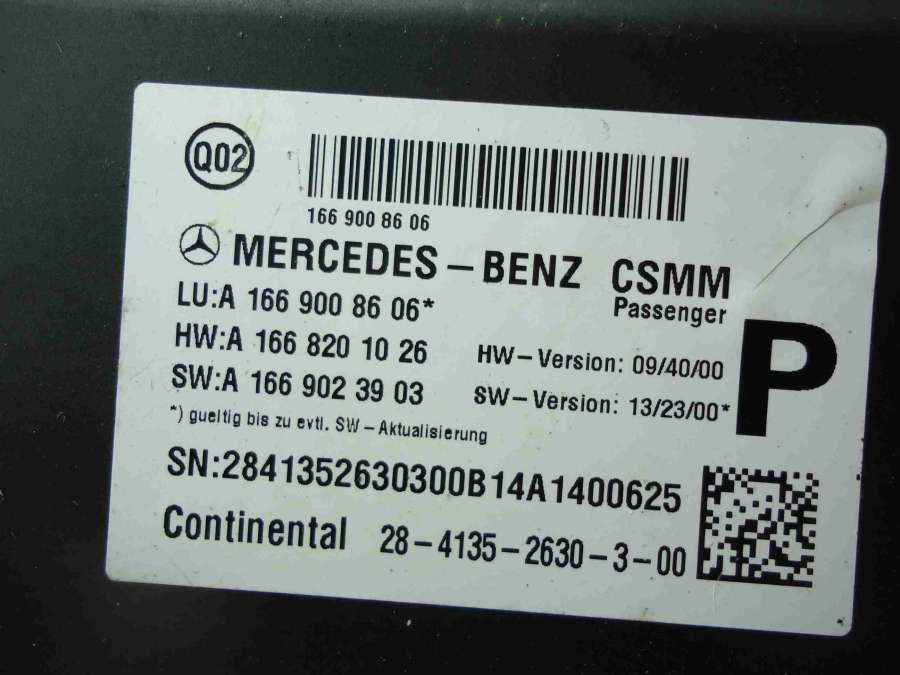 Q02
166 900 86 06
MERCEDES-BENZ CSMM
Passenger
LU:A 166 900 86 06*
HW:A 166 820 10 26 HW-Version: 09/40/00
SW:A 166 902 39 03 SW-Version: 13/23/00*
P
*) gueltig bis zu evtl. SW-Aktualisierung
SN:2841352630300B14A1400625
Continental 28-4135-2630-3-00